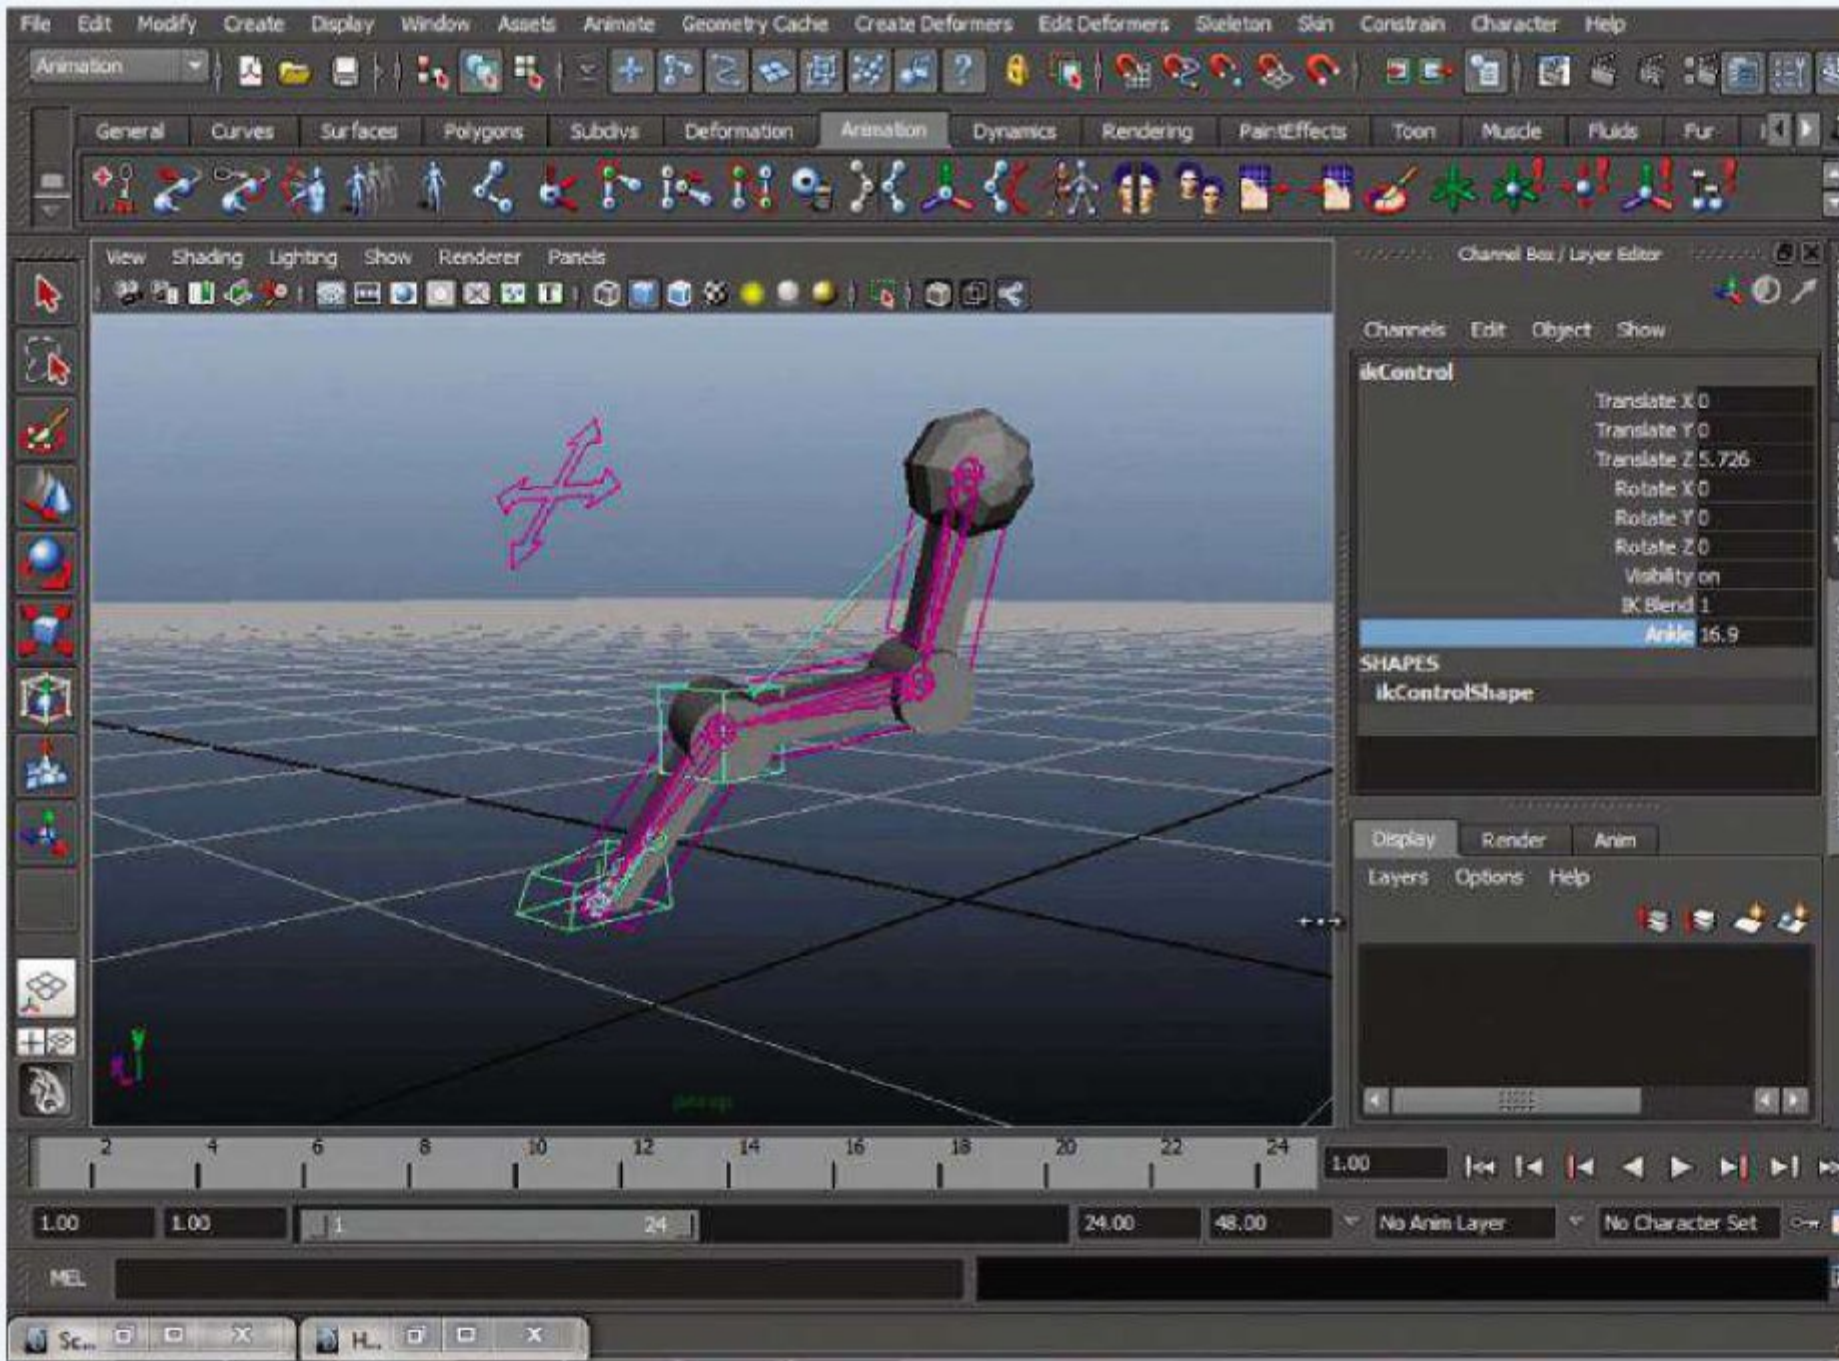 File Edit Modify Create Display Window Assets Animate Geometry Cache Create Deformers Edit Deformers Skeleton Skin Constrain Character Help
Animation
General Curves Surfaces Polygons Subdivs Deformation Animation Dynamics Rendering PaintEffects Toon Muscle Fluids Fur
View Shading Lighting Show Renderer Panels
Channel Box / Layer Editor
Channels Edit Object Show
ikControl
Translate X 0
Translate Y 0
Translate Z 5.726
Rotate X 0
Rotate Y 0
Rotate Z 0
Visibility on
IK Blend 1
Ankle 16.9
SHAPES
ikControlShape
Display Render Anim
Layers Options Help
y
2 4 6 8 10 12 14 16 18 20 22 24
1.00
1.00 1.00 1 24 24.00 48.00 No Anim Layer No Character Set
MEL
Sc... H...